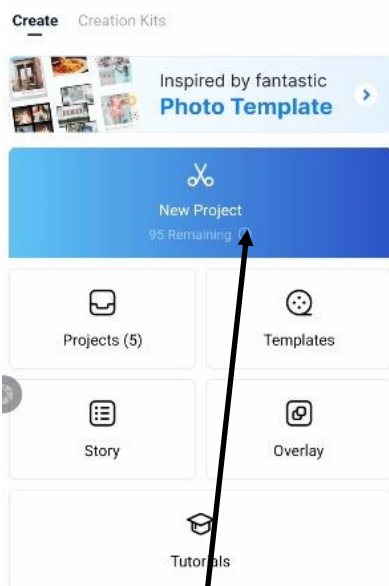 Create Creation Kits
Inspired by fantastic
Photo Template
New Project
95 Remaining
Projects (5) Templates
Story Overlay
Tutorials